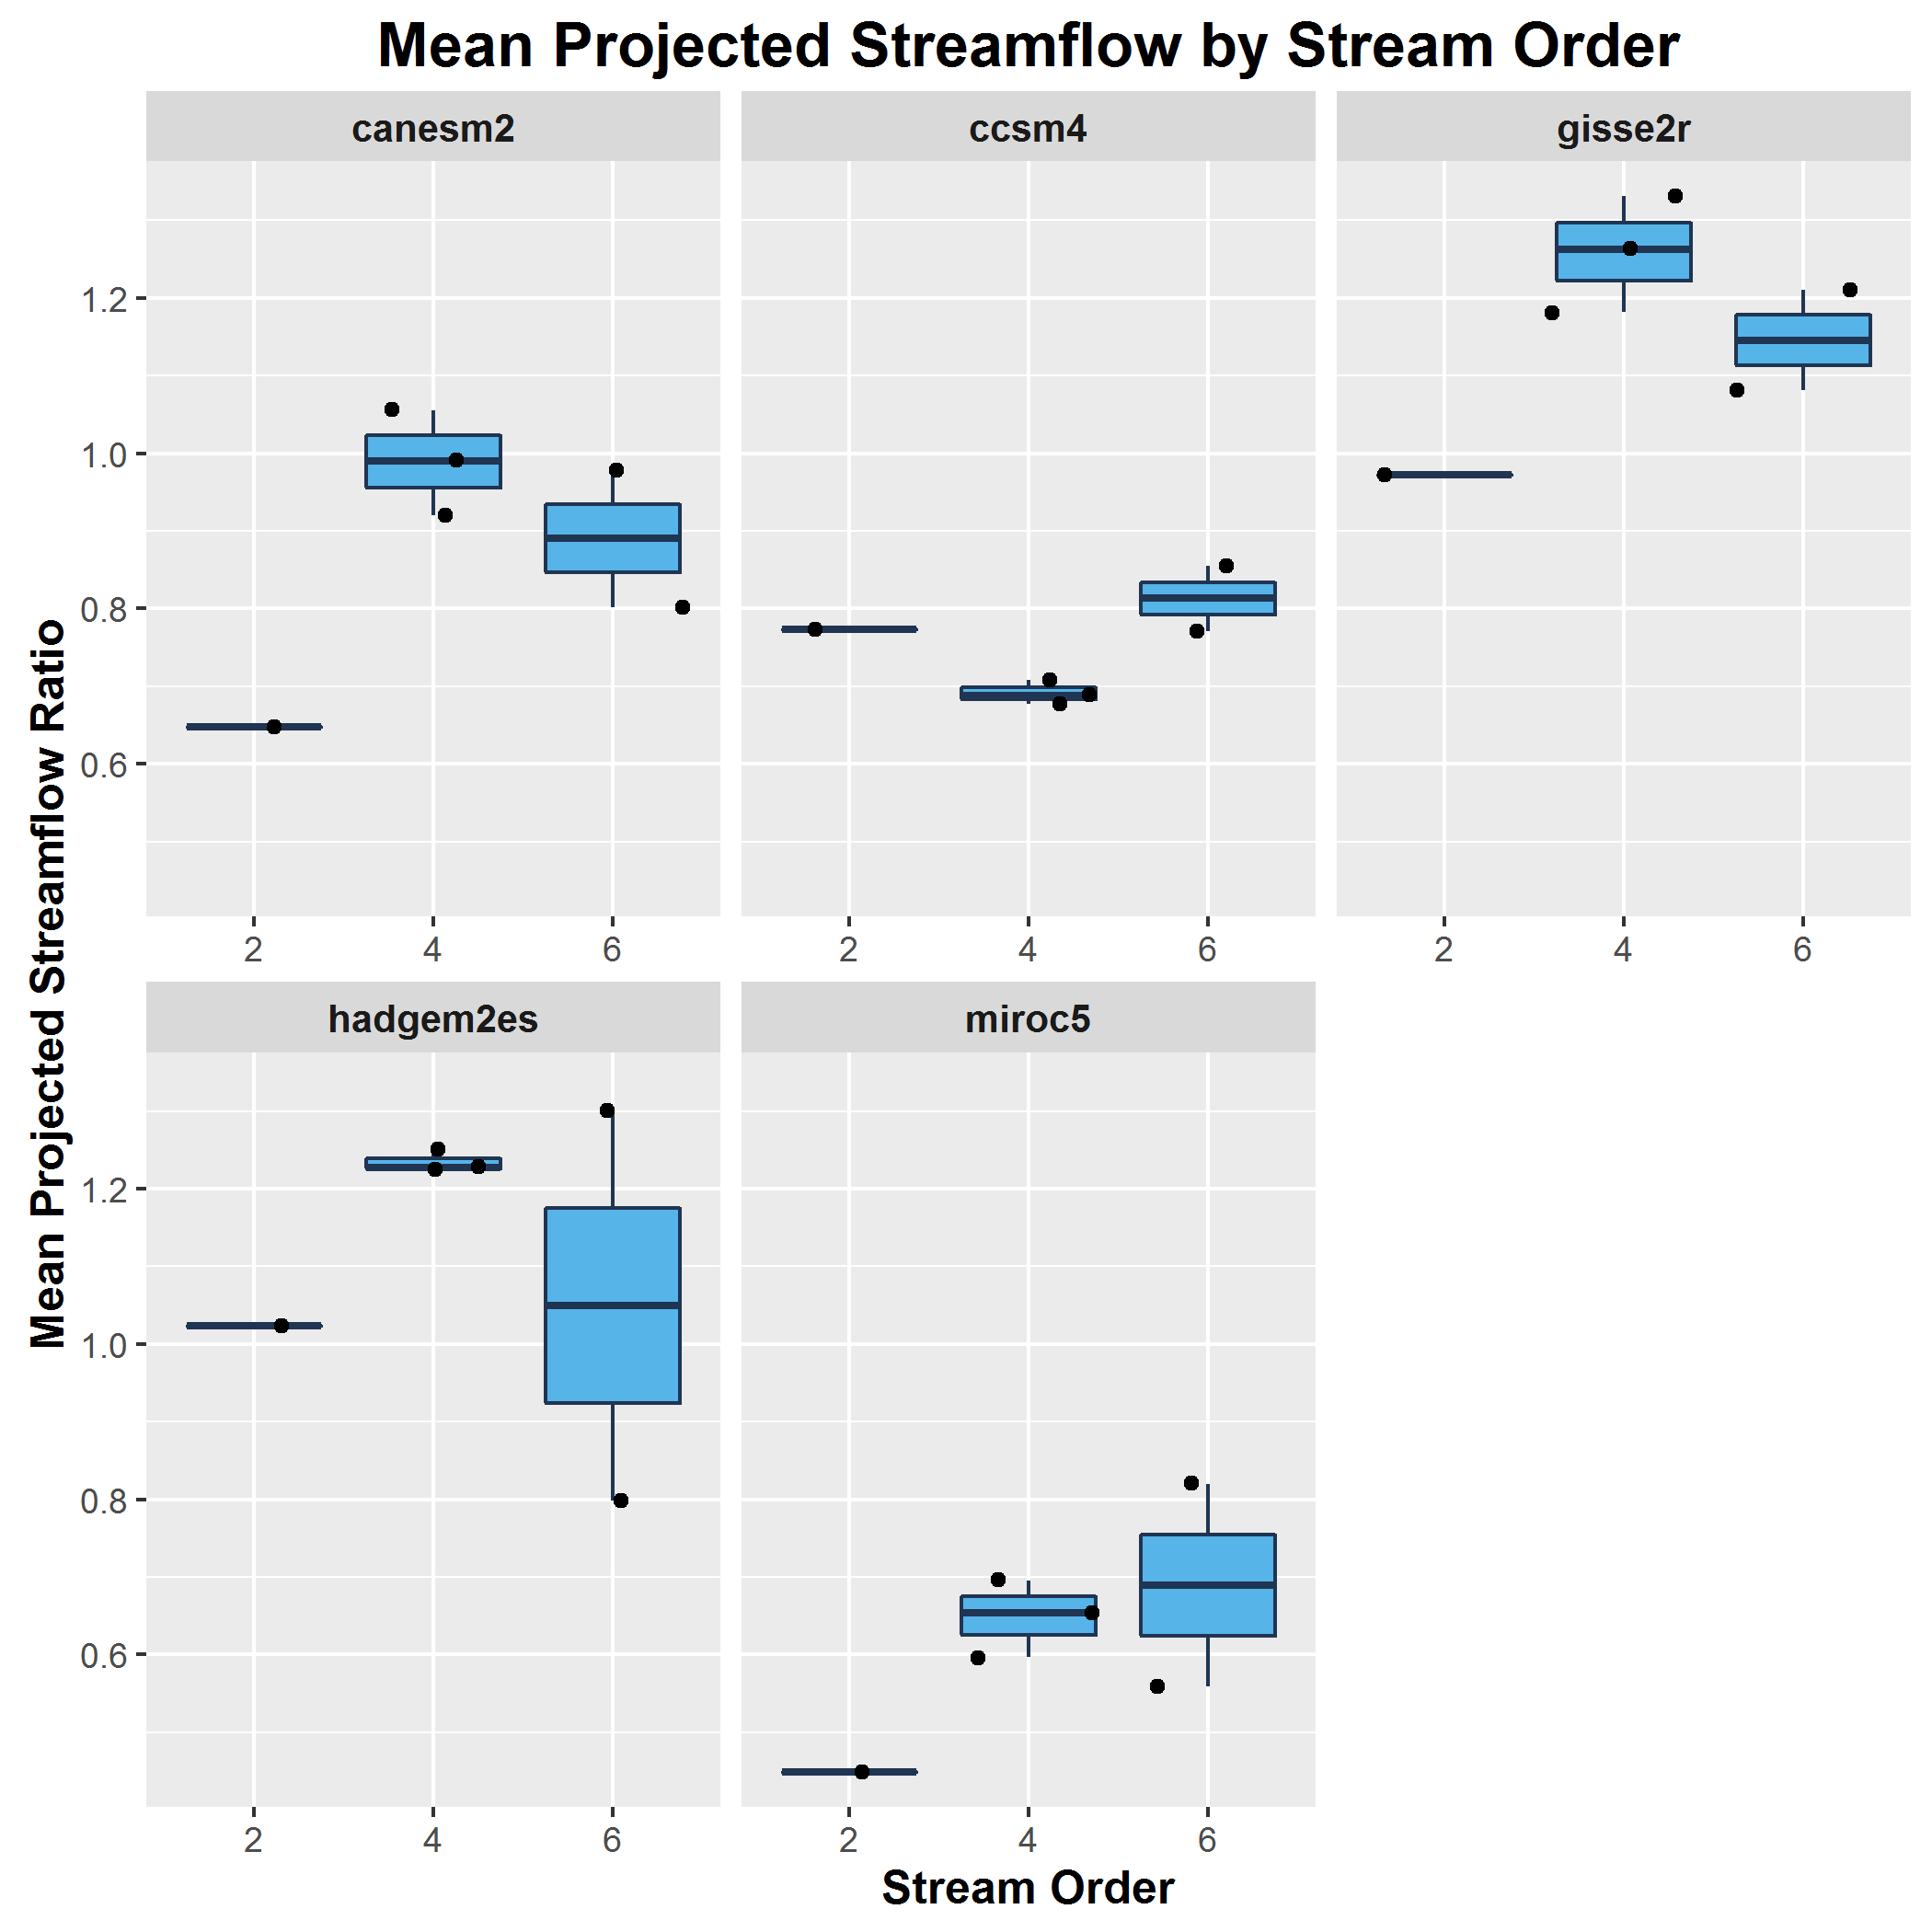 Mean Projected Streamflow by Stream Order
canesm2
ccsm4
gisse2r
1.2
1.0
0.8
0.6
2 4 6
2 4 6
2 4 6
Mean Projected Streamflow Ratio
hadgem2es
miroc5
1.2
1.0
0.8
0.6
2 4 6
2 4 6
Stream Order